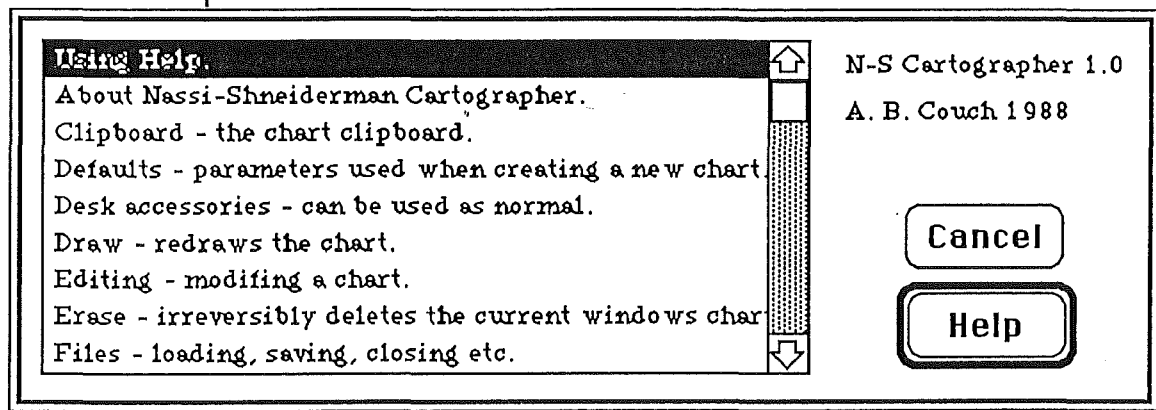 Using Help.
About Nassi-Shneiderman Cartographer.
Clipboard - the chart clipboard.
Defaults - parameters used when creating a new chart.
Desk accessories - can be used as normal.
Draw - redraws the chart.
Editing - modifing a chart.
Erase - irreversibly deletes the current windows char
Files - loading, saving, closing etc.
N-S Cartographer 1.0
A. B. Couch 1988
Cancel
Help